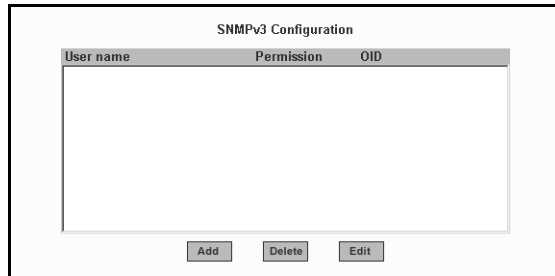 SNMPv3 Configuration
User name Permission OID
Add Delete Edit